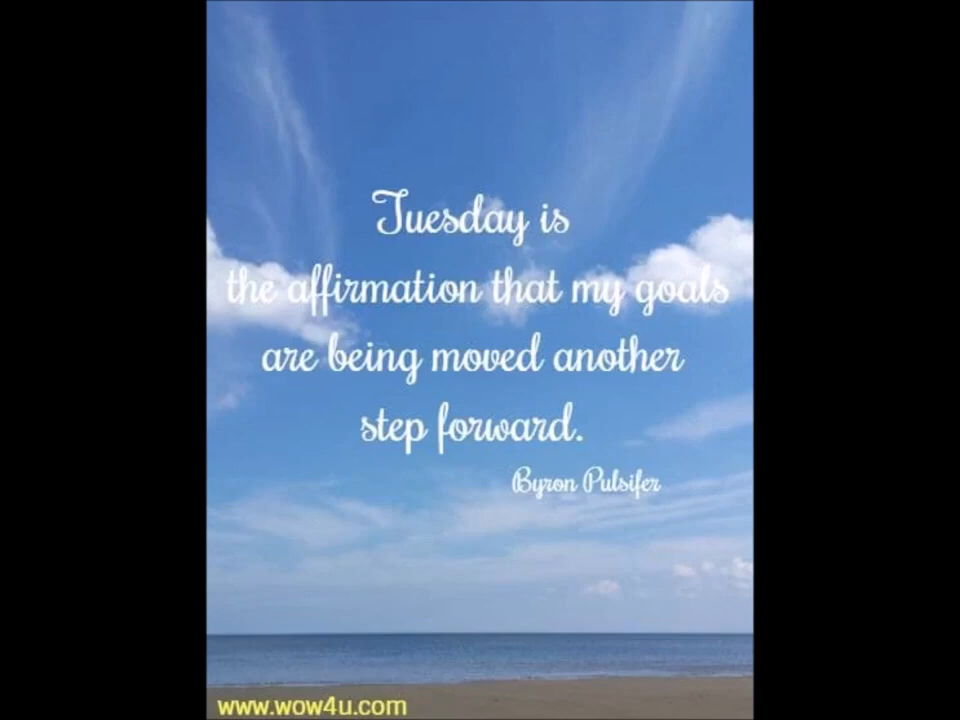 Tuesday is
the affirmation that my goals
are being moved another
step forward.
Byron Pulsifer
www.wow4u.com